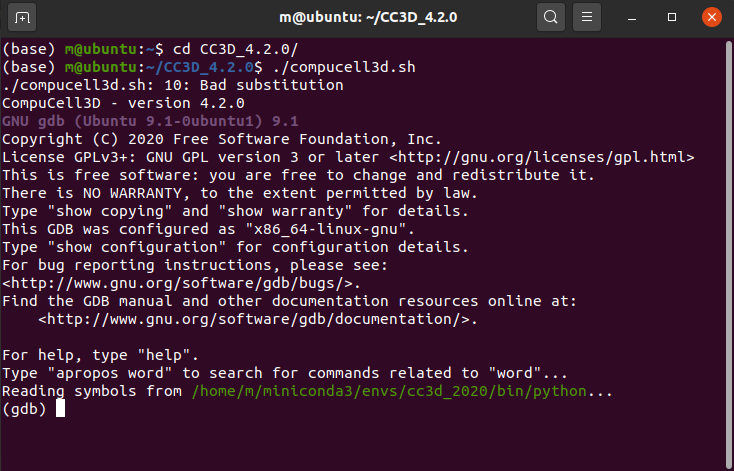 m@ubuntu: ~/CC3D_4.2.0
(base) m@ubuntu:~$ cd CC3D_4.2.0/
(base) m@ubuntu:~/CC3D_4.2.0$ ./compucell3d.sh
./compucell3d.sh: 10: Bad substitution
CompuCell3D - version 4.2.0
GNU gdb (Ubuntu 9.1-0ubuntu1) 9.1
Copyright (C) 2020 Free Software Foundation, Inc.
License GPLv3+: GNU GPL version 3 or later <http://gnu.org/licenses/gpl.html>
This is free software: you are free to change and redistribute it.
There is NO WARRANTY, to the extent permitted by law.
Type "show copying" and "show warranty" for details.
This GDB was configured as "x86_64-linux-gnu".
Type "show configuration" for configuration details.
For bug reporting instructions, please see:
<http://www.gnu.org/software/gdb/bugs/>.
Find the GDB manual and other documentation resources online at:
    <http://www.gnu.org/software/gdb/documentation/>.

For help, type "help".
Type "apropos word" to search for commands related to "word"...
Reading symbols from /home/m/miniconda3/envs/cc3d_2020/bin/python...
(gdb)